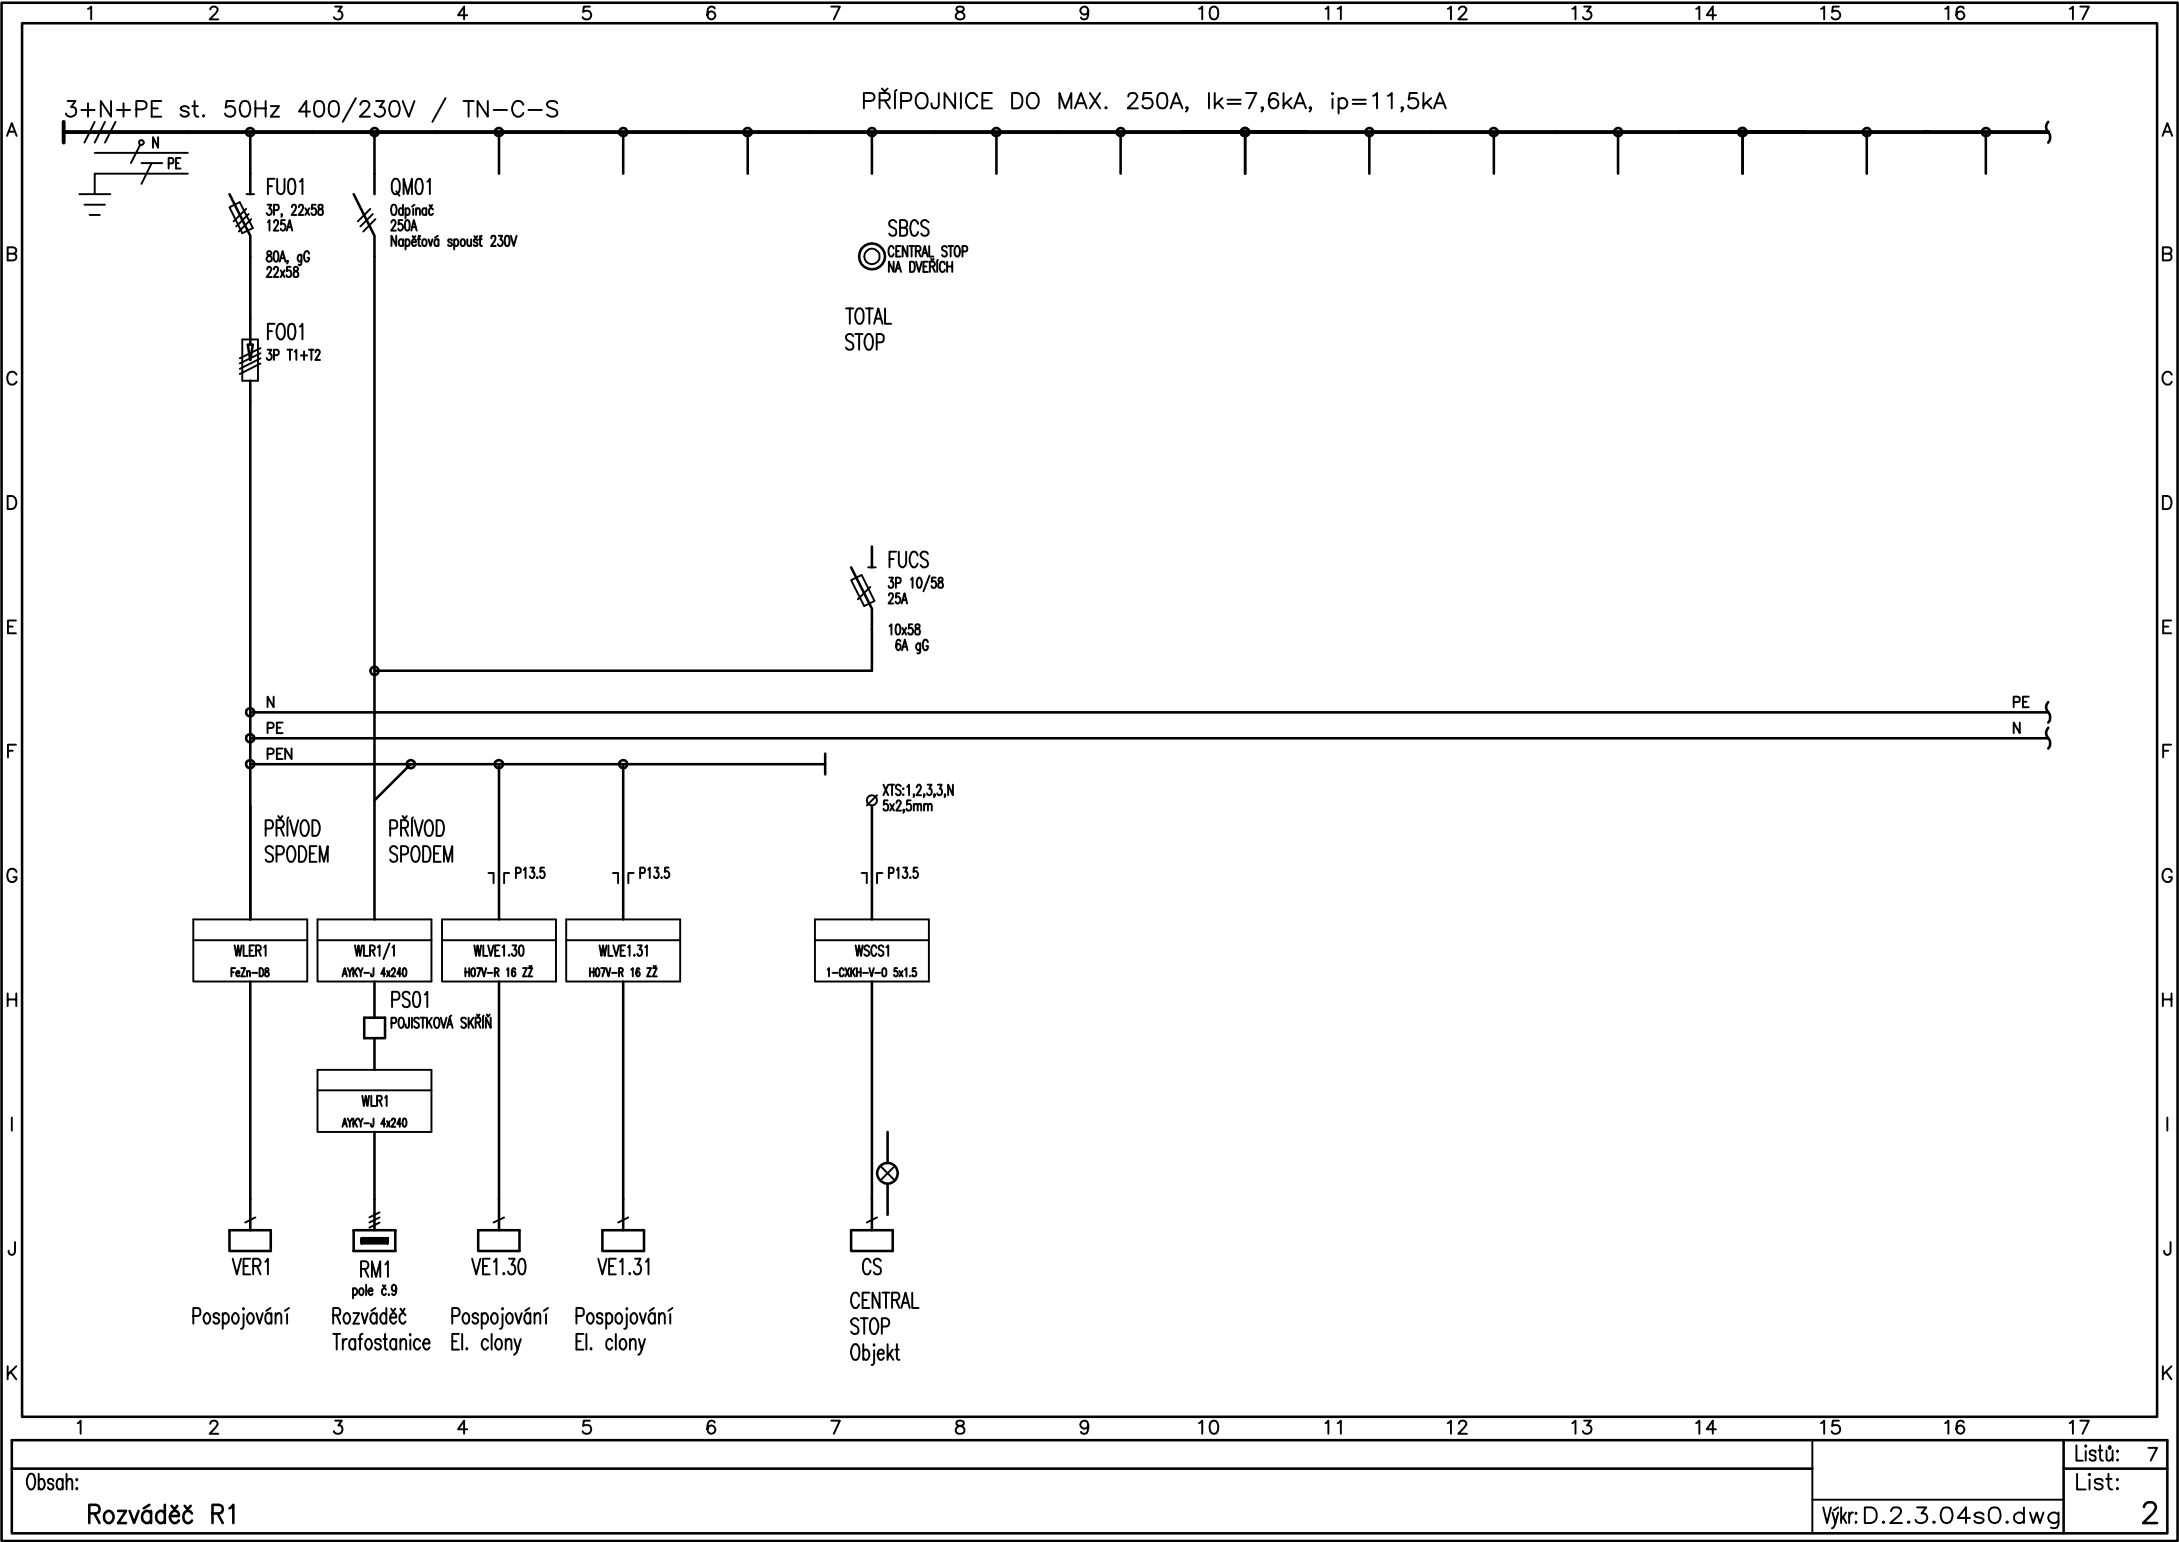 1 2 3 4 5 6 7 8 9 10 11 12 13 14 15 16 17
3+N+PE st. 50Hz 400/230V / TN-C-S
PŘÍPOJNICE DO MAX. 250A, Ik=7,6kA, ip=11,5kA
A A
N
PE
FU01
3P, 22x58
125A
80A, gG
22x58
QM01
Odpínač
250A
Napěťová spoušť 230V
SBCS
CENTRAL STOP
NA DVEŘÍCH
B B
TOTAL
STOP
FO01
3P T1+T2
C C
D D
FUCS
3P 10/58
25A
10x58
6A gG
E E
N PE
PE N
F F
PEN
XTS:1,2,3,3,N
5x2,5mm
PŘÍVOD
SPODEM
PŘÍVOD
SPODEM
G P13.5 P13.5 P13.5 G
WLER1
FeZn-D8
WLR1/1
AYKY-J 4x240
WLVE1.30
H07V-R 16 ZŽ
WLVE1.31
H07V-R 16 ZŽ
WSCS1
1-CXKH-V-O 5x1.5
H H
PS01
POJISTKOVÁ SKŘÍŇ
WLR1
AYKY-J 4x240
I I
J J
VER1
Pospojování
RM1
pole č.9
Rozváděč
Trafostanice
VE1.30
Pospojování
El. clony
VE1.31
Pospojování
El. clony
CS
CENTRAL
STOP
Objekt
K K
1 2 3 4 5 6 7 8 9 10 11 12 13 14 15 16 17
Listů: 7
Obsah:
Rozváděč R1
Výkr: D.2.3.04s0.dwg
List:
2